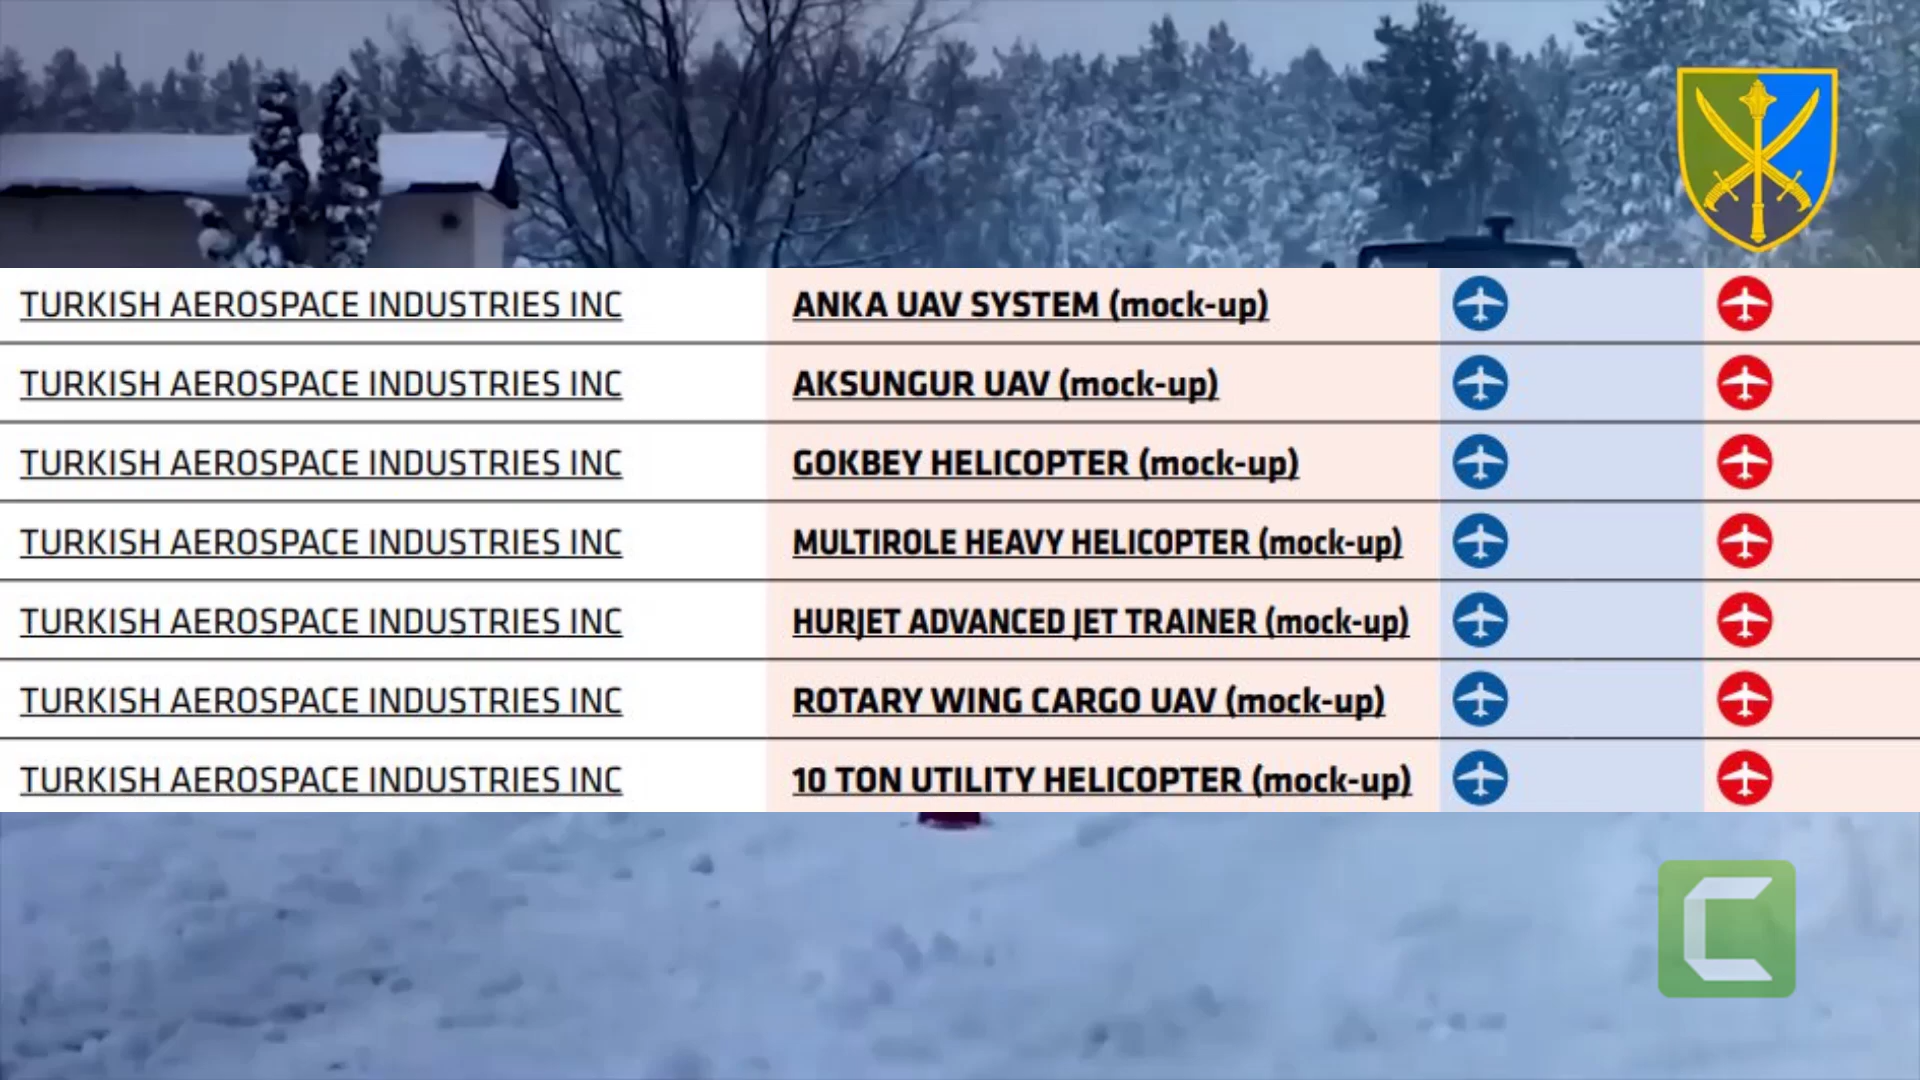 TURKISH AEROSPACE INDUSTRIES INC ANKA UAV SYSTEM (mock-up)
TURKISH AEROSPACE INDUSTRIES INC AKSUNGUR UAV (mock-up)
TURKISH AEROSPACE INDUSTRIES INC GOKBEY HELICOPTER (mock-up)
TURKISH AEROSPACE INDUSTRIES INC MULTIROLE HEAVY HELICOPTER (mock-up)
TURKISH AEROSPACE INDUSTRIES INC HURJET ADVANCED JET TRAINER (mock-up)
TURKISH AEROSPACE INDUSTRIES INC ROTARY WING CARGO UAV (mock-up)
TURKISH AEROSPACE INDUSTRIES INC 10 TON UTILITY HELICOPTER (mock-up)